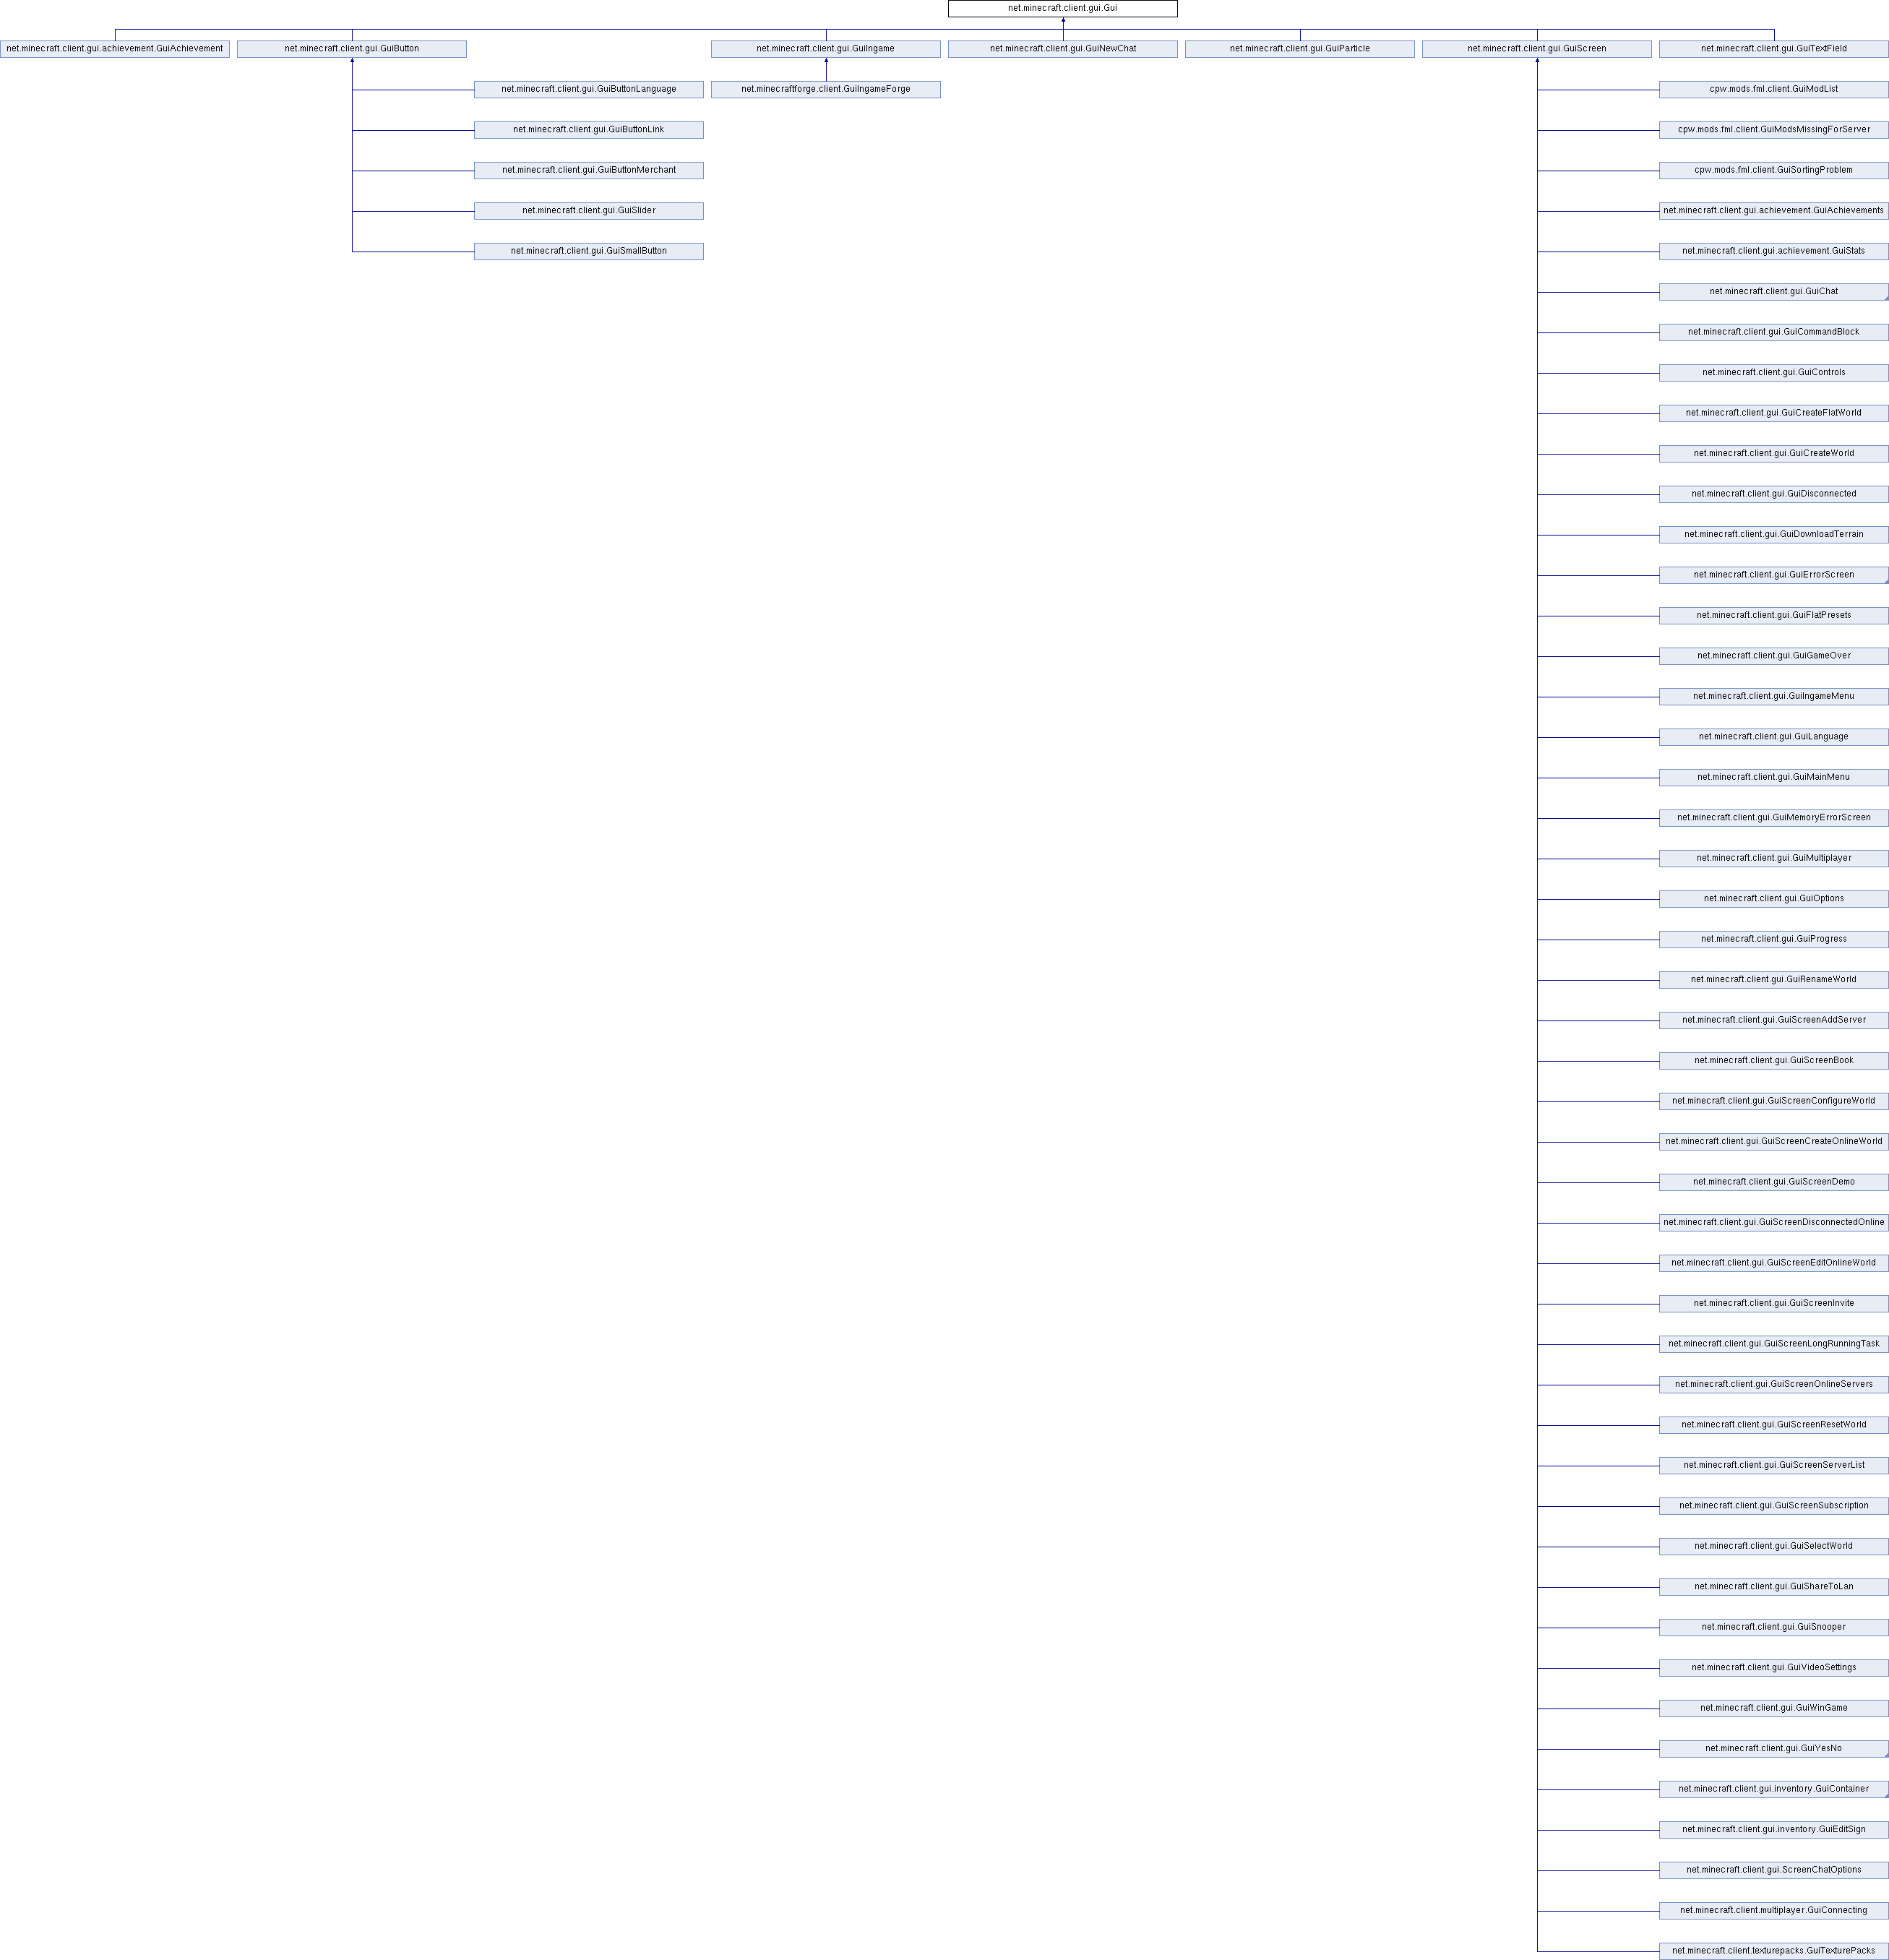 net.minecraft.client.gui.Gui
net.minecraft.client.gui.achievement.GuiAchievement
net.minecraft.client.gui.GuiButton
net.minecraft.client.gui.GuiIngame
net.minecraft.client.gui.GuiNewChat
net.minecraft.client.gui.GuiParticle
net.minecraft.client.gui.GuiScreen
net.minecraft.client.gui.GuiTextField
net.minecraft.client.gui.GuiButtonLanguage
net.minecraftforge.client.GuiIngameForge
cpw.mods.fml.client.GuiModList
net.minecraft.client.gui.GuiButtonLink
cpw.mods.fml.client.GuiModsMissingForServer
net.minecraft.client.gui.GuiButtonMerchant
cpw.mods.fml.client.GuiSortingProblem
net.minecraft.client.gui.GuiSlider
net.minecraft.client.gui.achievement.GuiAchievements
net.minecraft.client.gui.GuiSmallButton
net.minecraft.client.gui.achievement.GuiStats
net.minecraft.client.gui.GuiChat
net.minecraft.client.gui.GuiCommandBlock
net.minecraft.client.gui.GuiControls
net.minecraft.client.gui.GuiCreateFlatWorld
net.minecraft.client.gui.GuiCreateWorld
net.minecraft.client.gui.GuiDisconnected
net.minecraft.client.gui.GuiDownloadTerrain
net.minecraft.client.gui.GuiErrorScreen
net.minecraft.client.gui.GuiFlatPresets
net.minecraft.client.gui.GuiGameOver
net.minecraft.client.gui.GuiIngameMenu
net.minecraft.client.gui.GuiLanguage
net.minecraft.client.gui.GuiMainMenu
net.minecraft.client.gui.GuiMemoryErrorScreen
net.minecraft.client.gui.GuiMultiplayer
net.minecraft.client.gui.GuiOptions
net.minecraft.client.gui.GuiProgress
net.minecraft.client.gui.GuiRenameWorld
net.minecraft.client.gui.GuiScreenAddServer
net.minecraft.client.gui.GuiScreenBook
net.minecraft.client.gui.GuiScreenConfigureWorld
net.minecraft.client.gui.GuiScreenCreateOnlineWorld
net.minecraft.client.gui.GuiScreenDemo
net.minecraft.client.gui.GuiScreenDisconnectedOnline
net.minecraft.client.gui.GuiScreenEditOnlineWorld
net.minecraft.client.gui.GuiScreenInvite
net.minecraft.client.gui.GuiScreenLongRunningTask
net.minecraft.client.gui.GuiScreenOnlineServers
net.minecraft.client.gui.GuiScreenResetWorld
net.minecraft.client.gui.GuiScreenServerList
net.minecraft.client.gui.GuiScreenSubscription
net.minecraft.client.gui.GuiSelectWorld
net.minecraft.client.gui.GuiShareToLan
net.minecraft.client.gui.GuiSnooper
net.minecraft.client.gui.GuiVideoSettings
net.minecraft.client.gui.GuiWinGame
net.minecraft.client.gui.GuiYesNo
net.minecraft.client.gui.inventory.GuiContainer
net.minecraft.client.gui.inventory.GuiEditSign
net.minecraft.client.gui.ScreenChatOptions
net.minecraft.client.multiplayer.GuiConnecting
net.minecraft.client.texturepacks.GuiTexturePacks